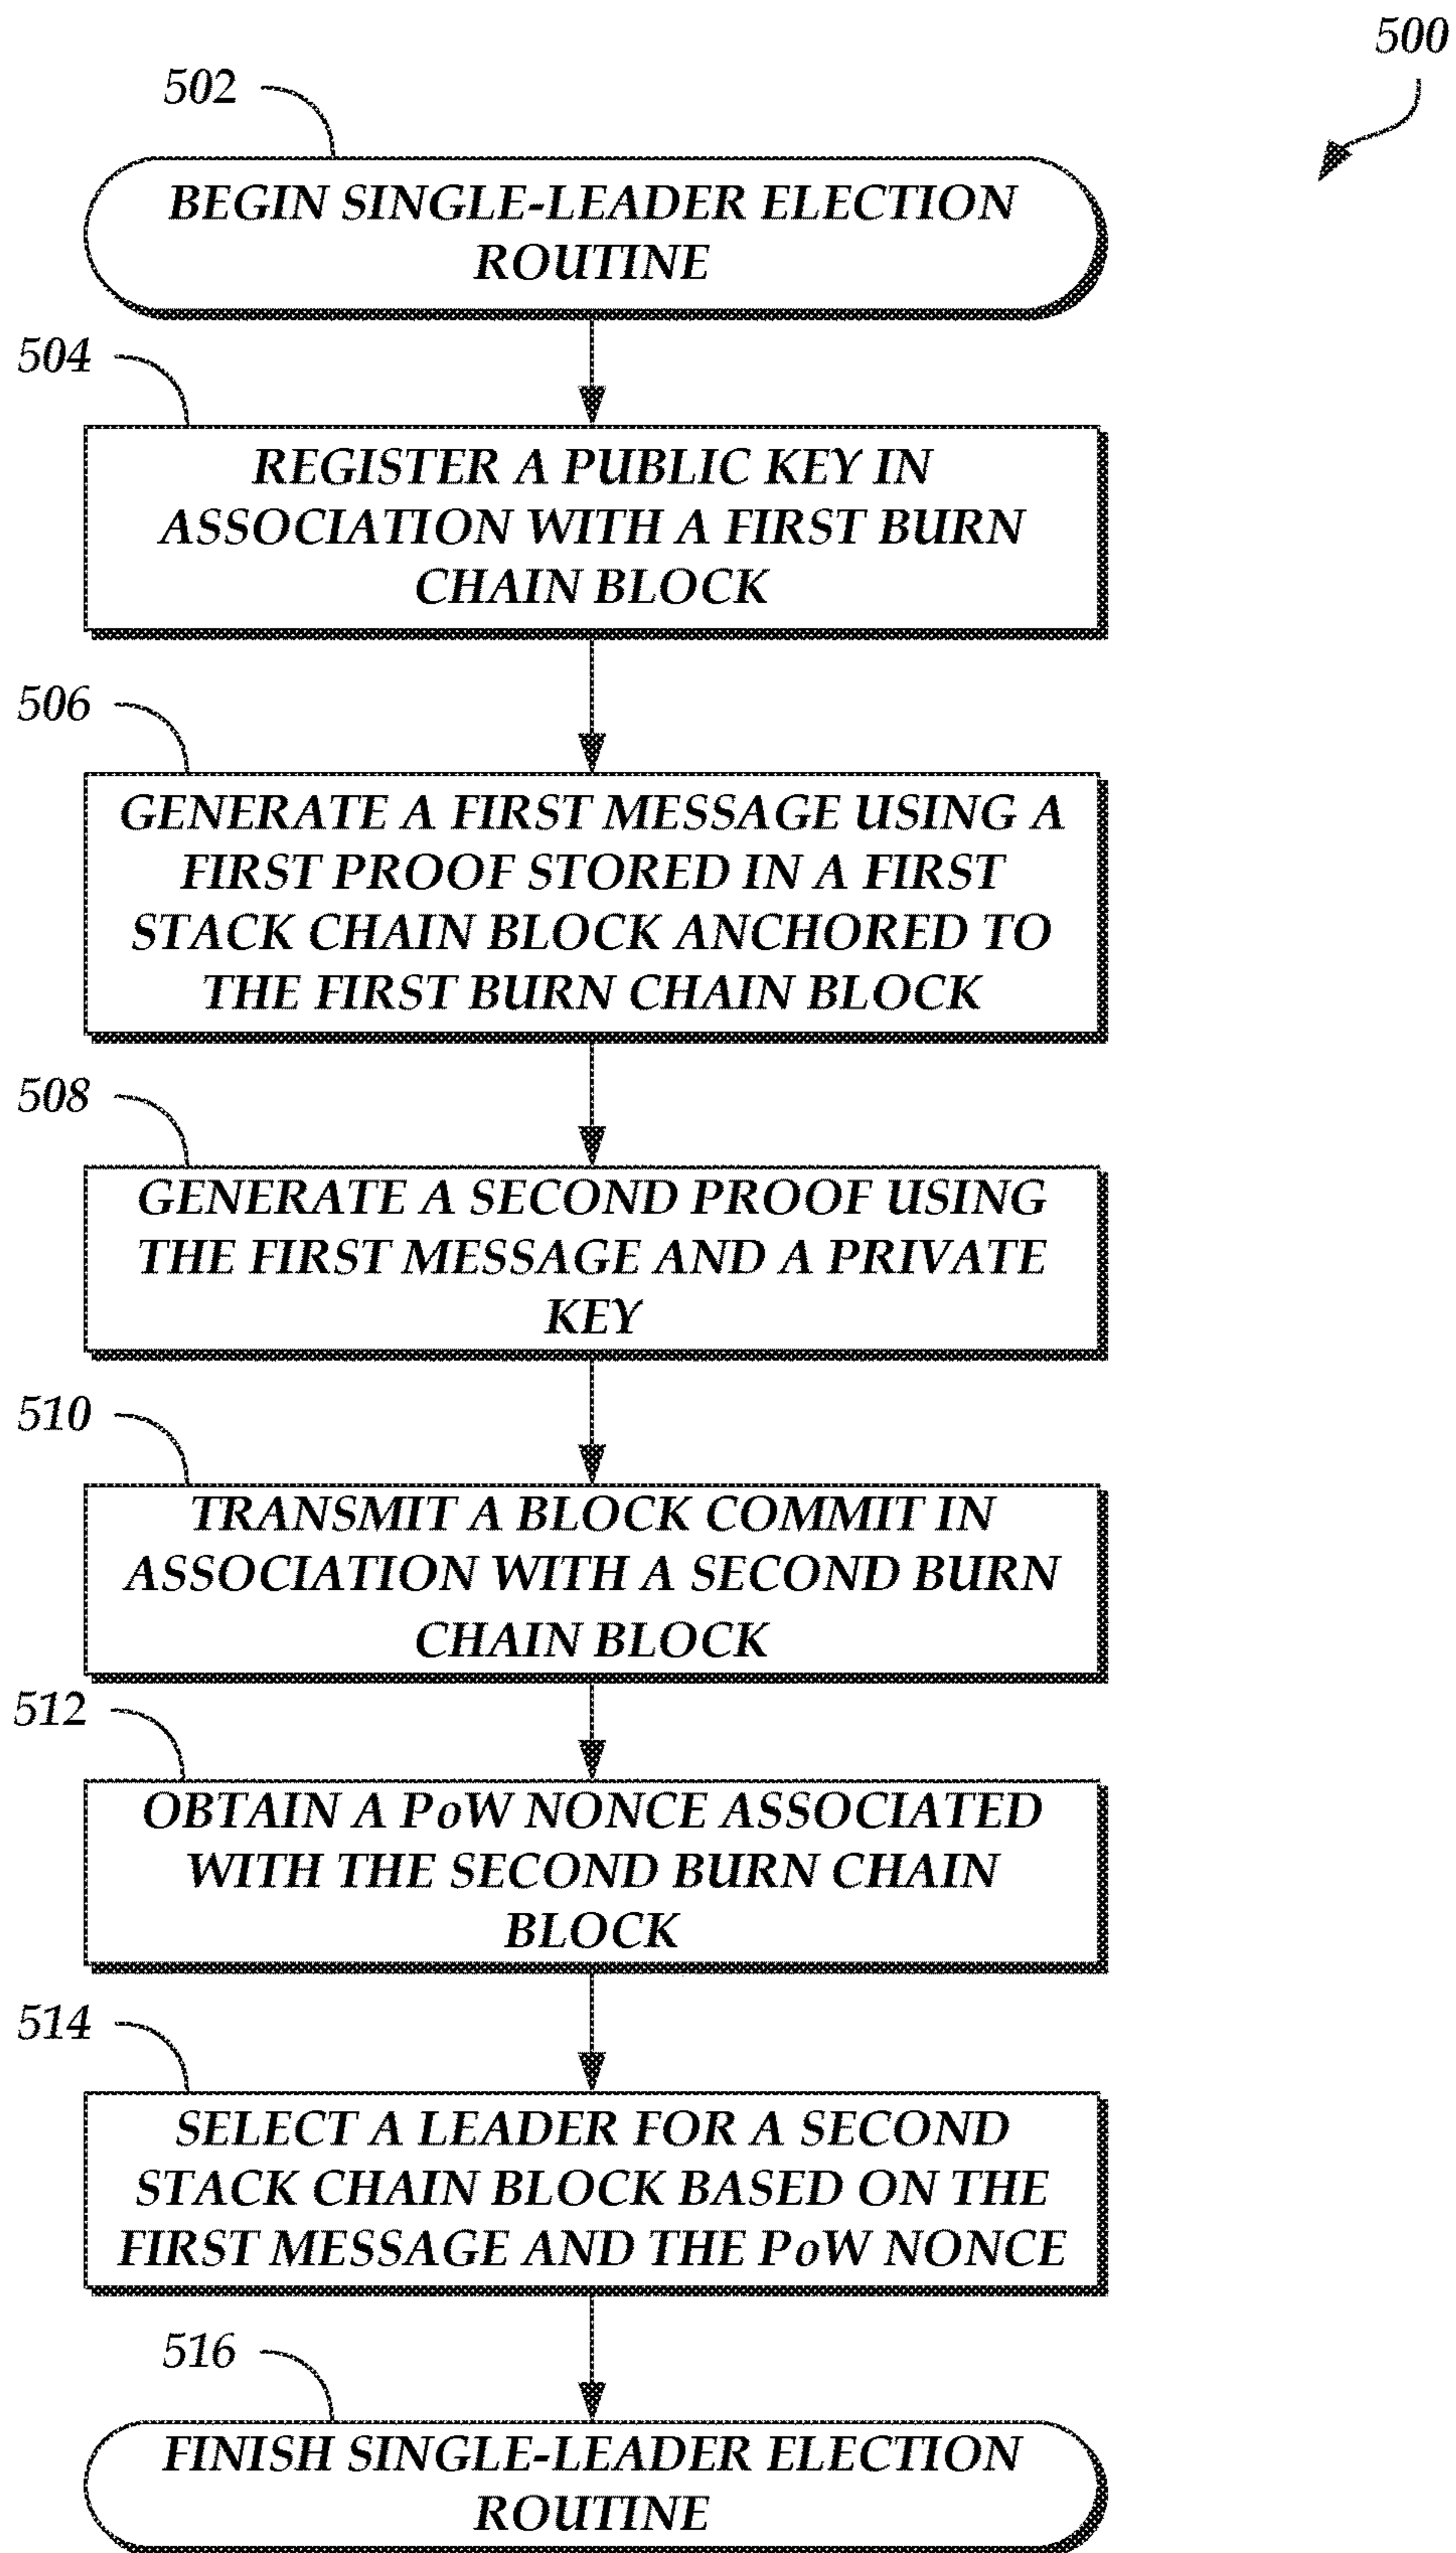 500
502
BEGIN SINGLE-LEADER ELECTION
ROUTINE
504
REGISTER A PUBLIC KEY IN
ASSOCIATION WITH A FIRST BURN
CHAIN BLOCK
506
GENERATE A FIRST MESSAGE USING A
FIRST PROOF STORED IN A FIRST
STACK CHAIN BLOCK ANCHORED TO
THE FIRST BURN CHAIN BLOCK
508
GENERATE A SECOND PROOF USING
THE FIRST MESSAGE AND A PRIVATE
KEY
510
TRANSMIT A BLOCK COMMIT IN
ASSOCIATION WITH A SECOND BURN
CHAIN BLOCK
512
OBTAIN A PoW NONCE ASSOCIATED
WITH THE SECOND BURN CHAIN
BLOCK
514
SELECT A LEADER FOR A SECOND
STACK CHAIN BLOCK BASED ON THE
FIRST MESSAGE AND THE PoW NONCE
516
FINISH SINGLE-LEADER ELECTION
ROUTINE